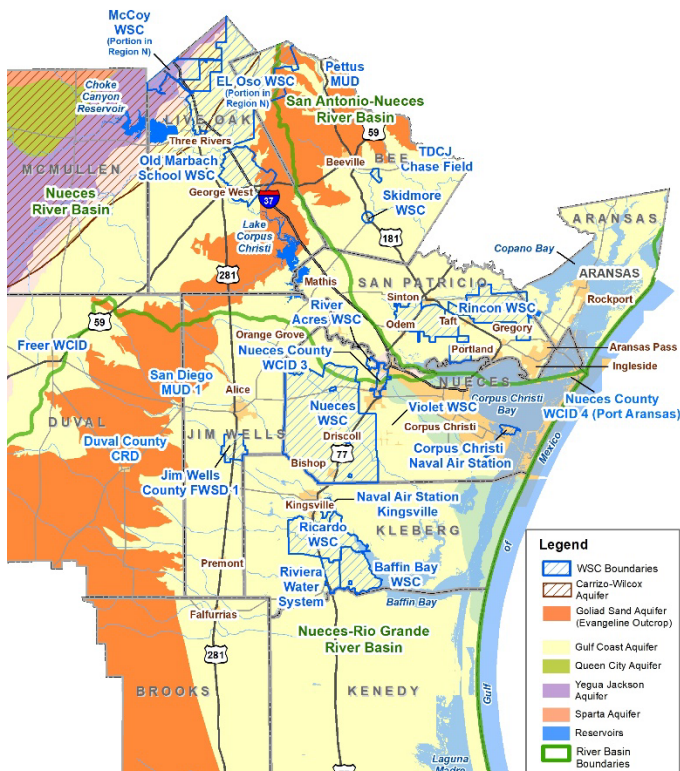 McCoy
WSC
(Portion in
Region N)
Pettus
MUD
EL Oso WSC
(Portion in
Region N)
Choke
Canyon
Reservoir
San Antonio-Nueces
River Basin
LIVE OAK
59
Three Rivers
BEE
TDCJ
Chase Field
Beeville
MCMULLEN
Old Marbach
School WSC
Nueces
River Basin
George West
37
Skidmore
WSC
ARANSAS
Lake
Corpus
Christi
181
Copano Bay
281
ARANSAS
SAN PATRICIO
Mathis
Rockport
Sinton
Rincon WSC
River
Acres WSC
59
Odem
Taft
Gregory
Orange Grove
Aransas Pass
Freer WCID
Nueces County
WCID 3
Portland
Ingleside
NUECES
San Diego
MUD 1
Nueces County
WCID 4 (Port Aransas)
Alice
Corpus Christi
Bay
Nueces
WSC
Violet WSC
DUVAL
Corpus Christi
JIM WELLS
Duval County
CRD
Driscoll
Corpus Christi
Naval Air Station
77
Mexico
Bishop
Jim Wells
County FWSD 1
Naval Air Station
Kingsville
Kingsville
KLEBERG
Ricardo
WSC
of
Premont
Baffin Bay
WSC
Riviera
Water
System
Baffin Bay
Falfurrias
Nueces-Rio Grande
River Basin
281
77
Gulf
BROOKS
KENEDY
Laguna
Madre
Legend
WSC Boundaries
Carrizo-Wilcox
Aquifer
Goliad Sand Aquifer
(Evangeline Outcrop)
Gulf Coast Aquifer
Queen City Aquifer
Yegua Jackson
Aquifer
Sparta Aquifer
Reservoirs
River Basin
Boundaries